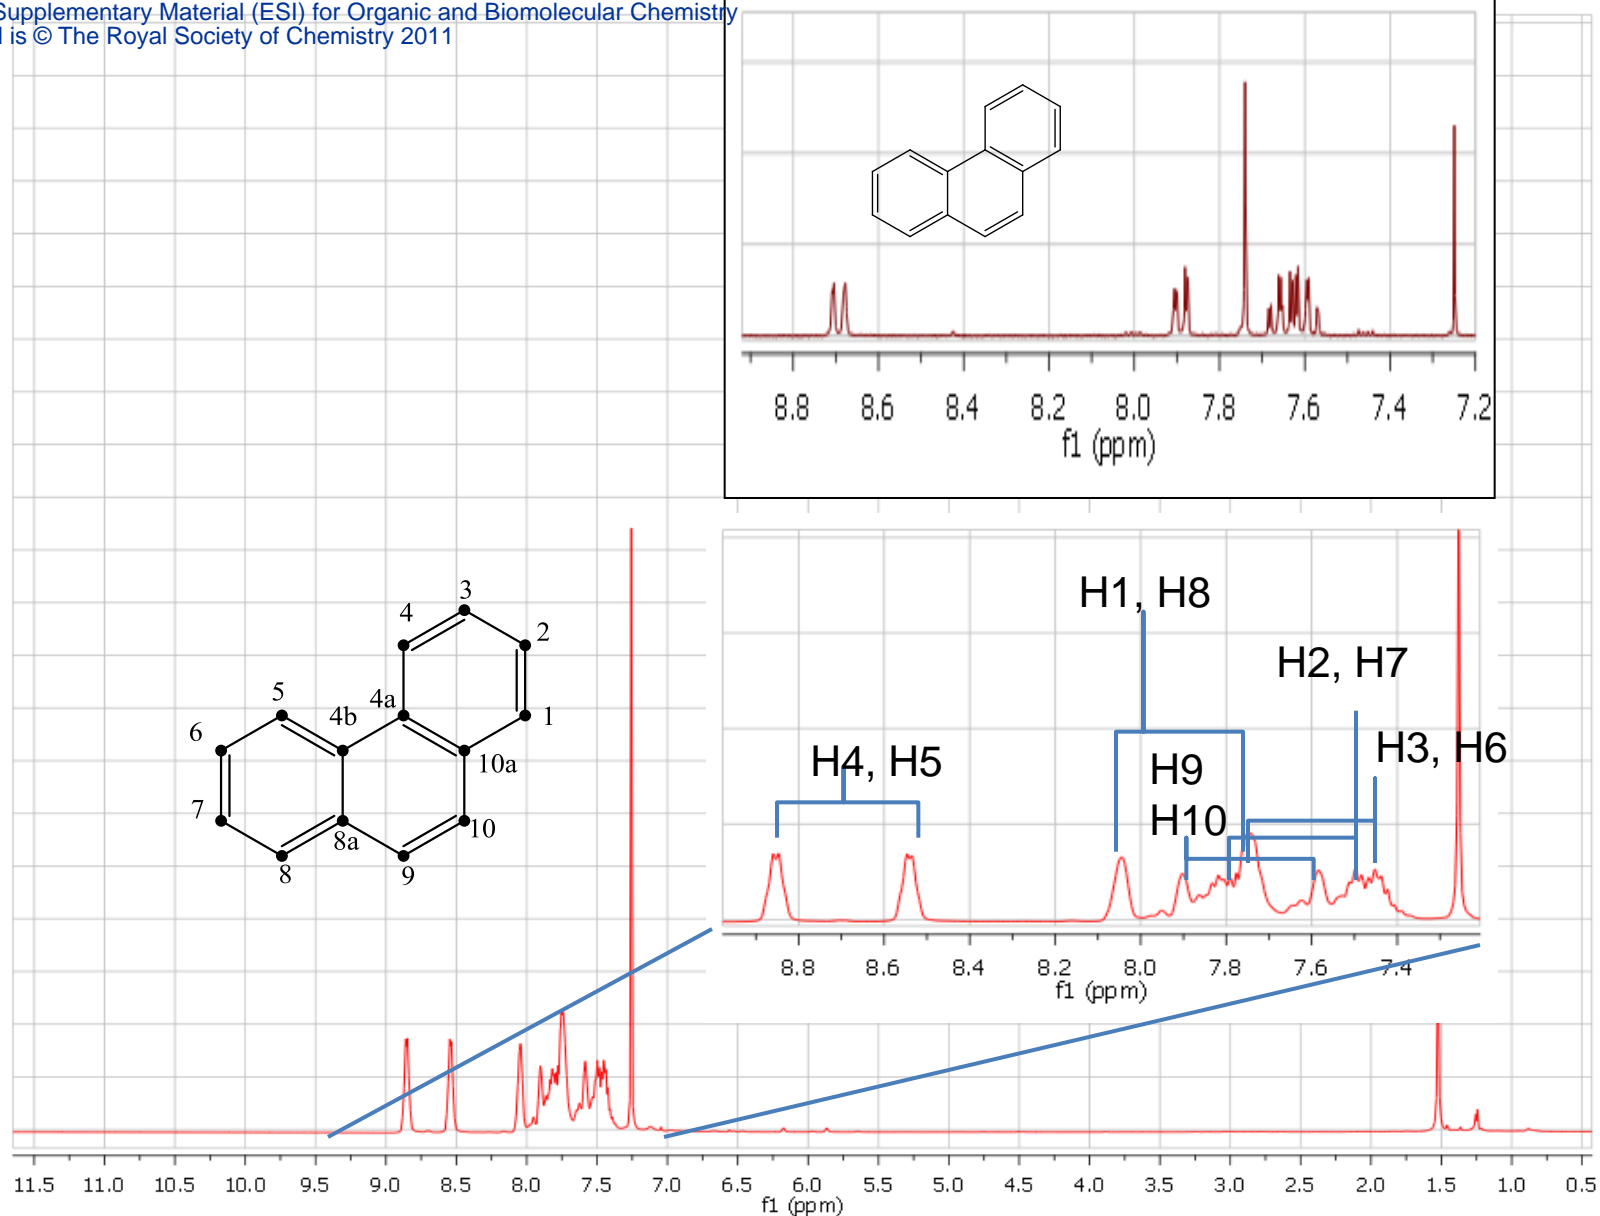 Supplementary Material (ESI) for Organic and Biomolecular Chemistry
is © The Royal Society of Chemistry 2011
8.8 8.6 8.4 8.2 8.0 7.8 7.6 7.4 7.2
f1 (ppm)
H1, H8
H2, H7
H3, H6
H4, H5
H9
H10
3
4
2
5
4a
4b
1
6
10a
7
8a
10
8
9
8.8 8.6 8.4 8.2 8.0 7.8 7.6 7.4
f1 (ppm)
11.5 11.0 10.5 10.0 9.5 9.0 8.5 8.0 7.5 7.0 6.5 6.0 5.5 5.0 4.5 4.0 3.5 3.0 2.5 2.0 1.5 1.0 0.5
f1 (ppm)